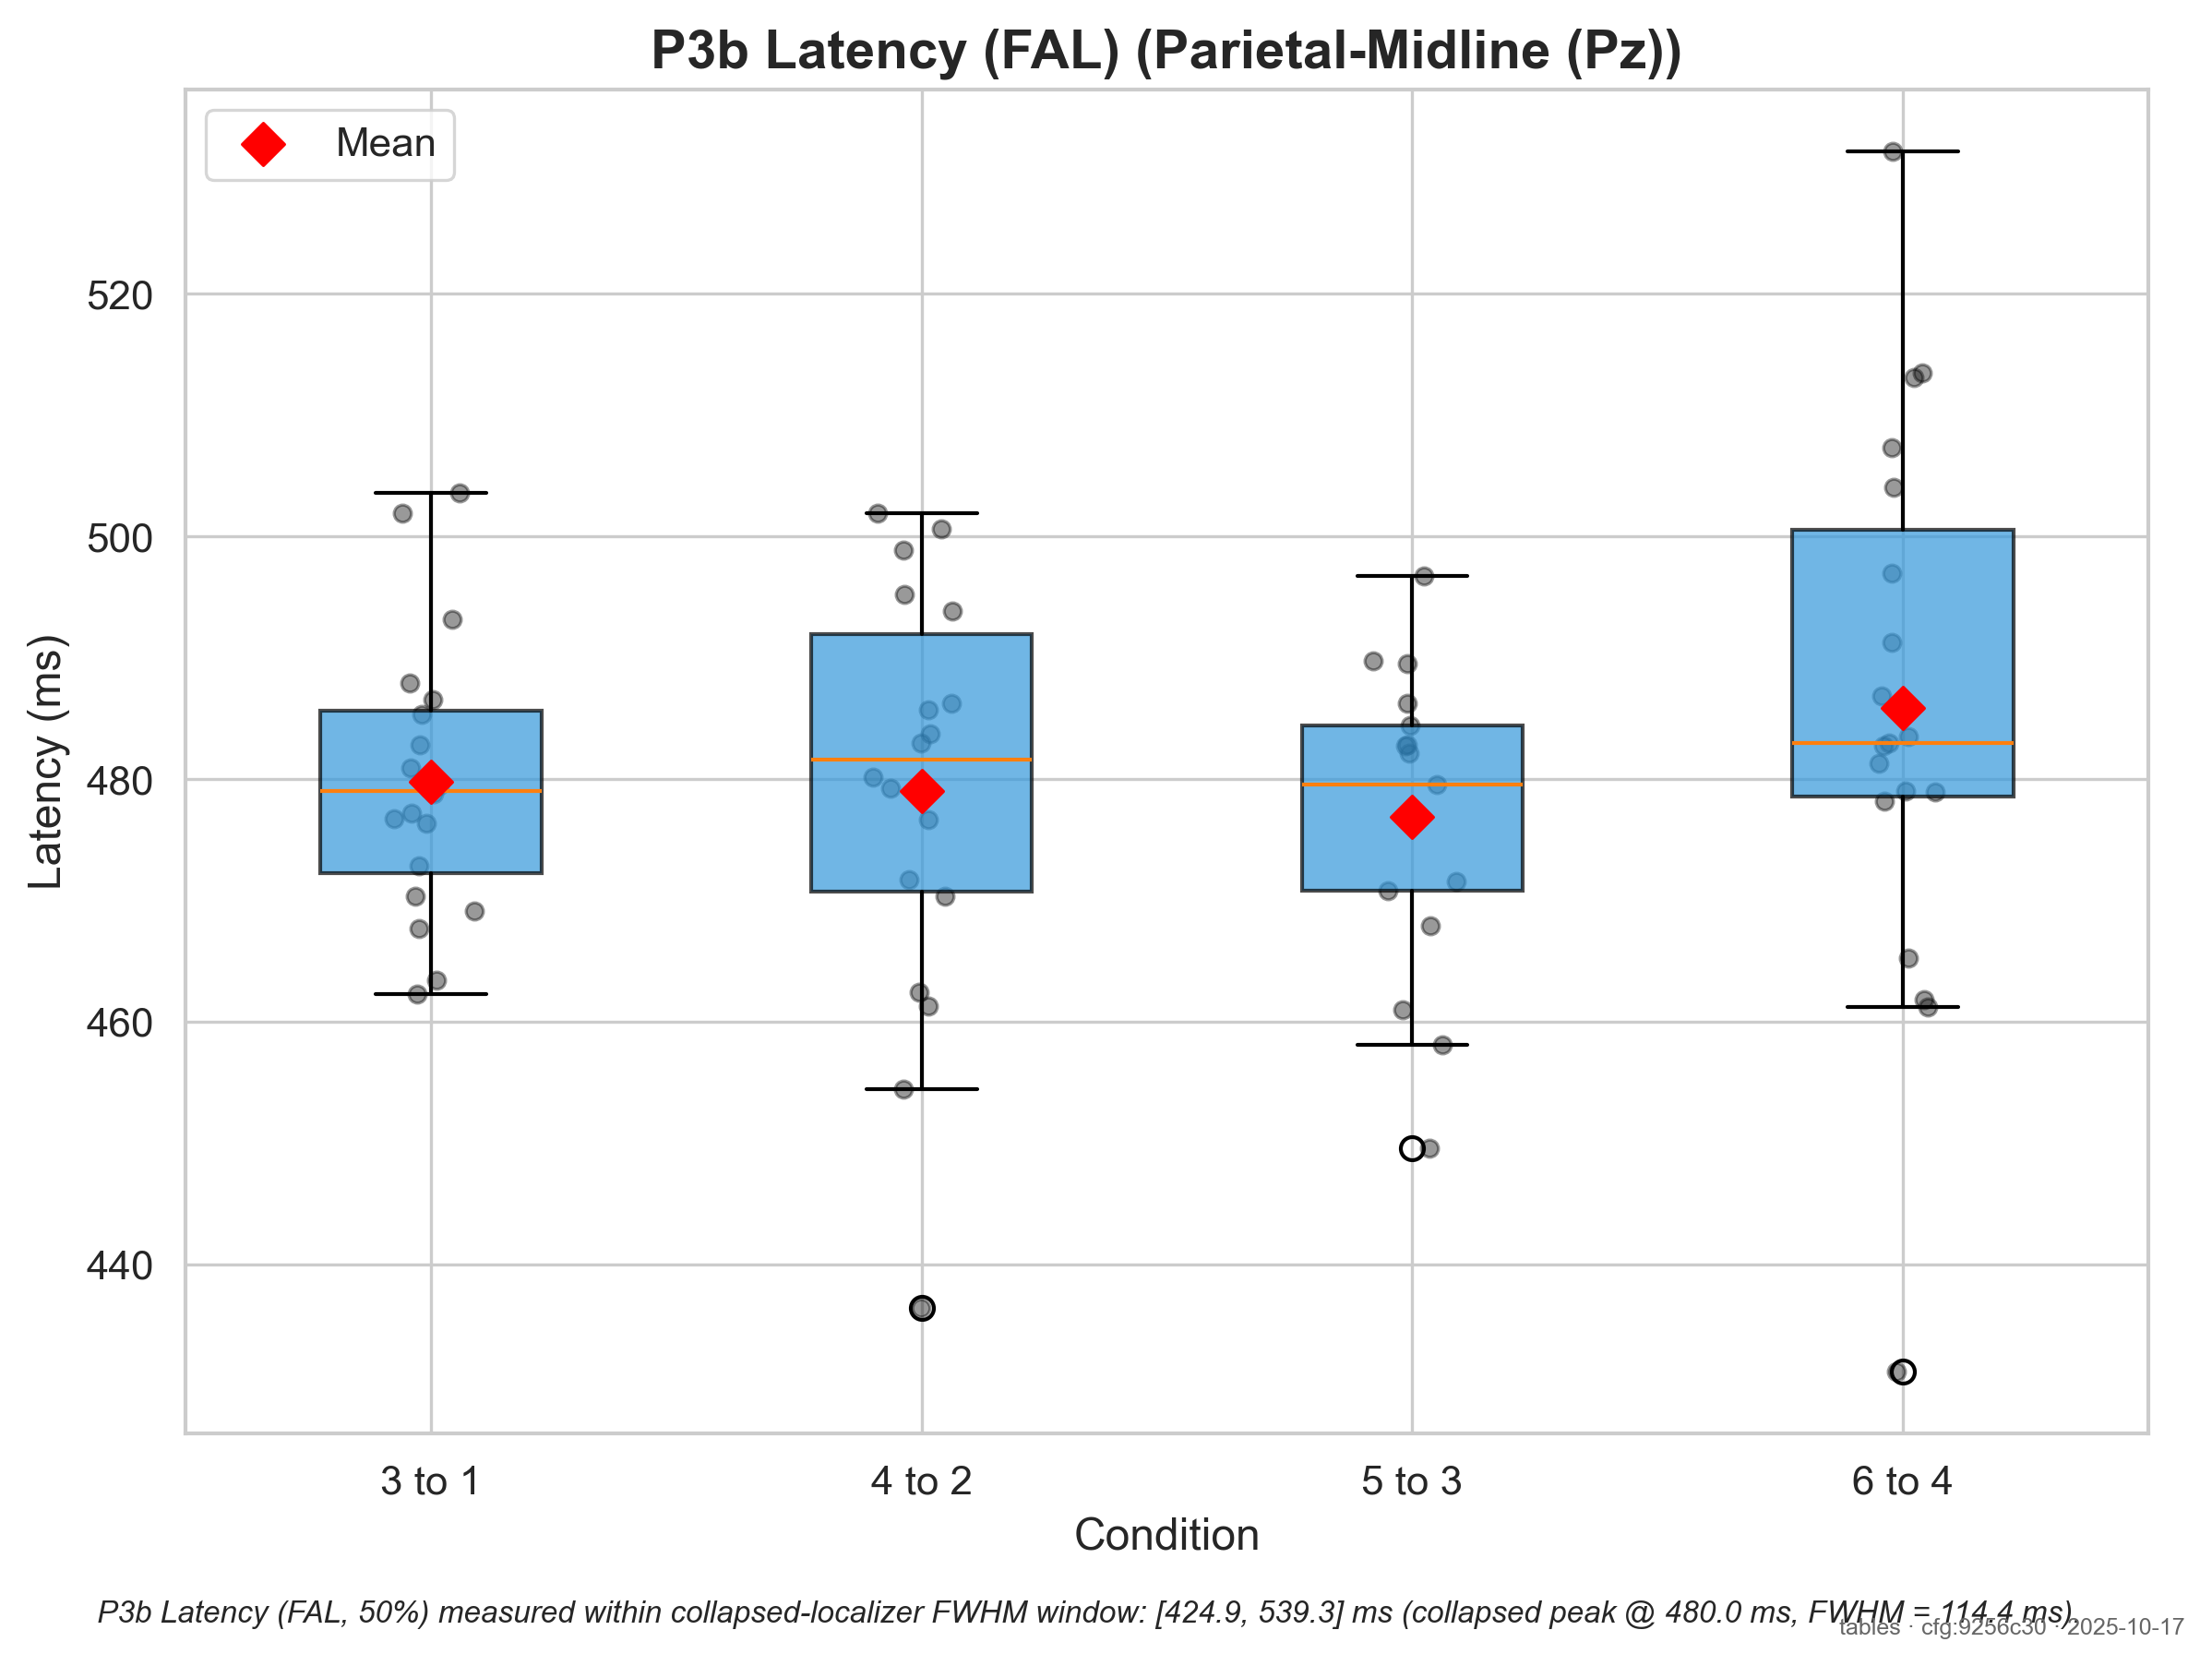 P3b Latency (FAL) (Parietal-Midline (Pz))
Mean
Latency (ms)
520
500
480
460
440
3 to 1
4 to 2
5 to 3
6 to 4
Condition
P3b Latency (FAL, 50%) measured within collapsed-localizer FWHM window: [424.9, 539.3] ms (collapsed peak @ 480.0 ms, FWHM = 114.4 ms).
tables · cfg:9256c30 · 2025-10-17